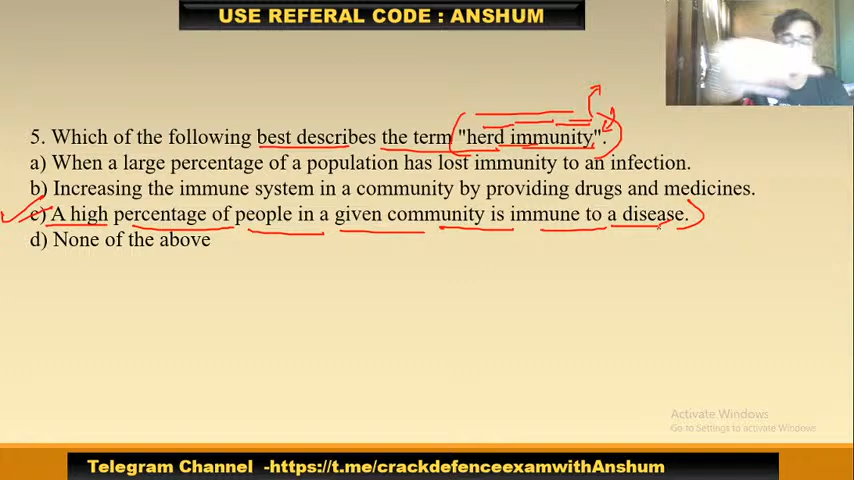 USE REFERAL CODE : ANSHUM
5. Which of the following best describes the term "herd immunity".
a) When a large percentage of a population has lost immunity to an infection.
b) Increasing the immune system in a community by providing drugs and medicines.
c) A high percentage of people in a given community is immune to a disease.
d) None of the above
Activate Windows
Go to Settings to activate Windows.
Telegram Channel -https://t.me/crackdefenceexamwithAnshum